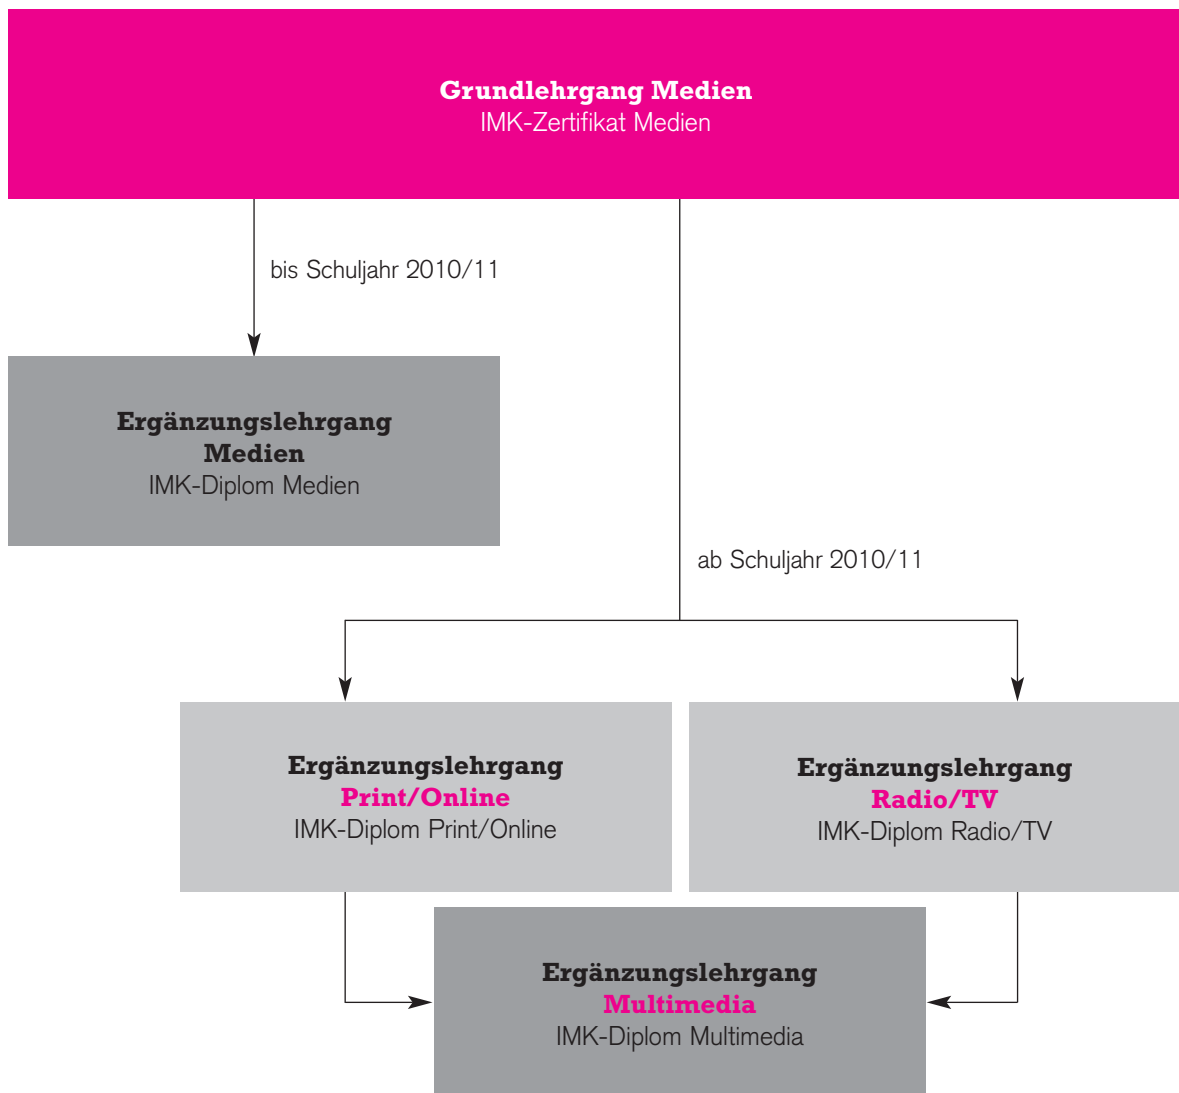 Grundlehrgang Medien
IMK-Zertifikat Medien
bis Schuljahr 2010/11
Ergänzungslehrgang
Medien
IMK-Diplom Medien
ab Schuljahr 2010/11
Ergänzungslehrgang
Print/Online
IMK-Diplom Print/Online
Ergänzungslehrgang
Radio/TV
IMK-Diplom Radio/TV
Ergänzungslehrgang
Multimedia
IMK-Diplom Multimedia